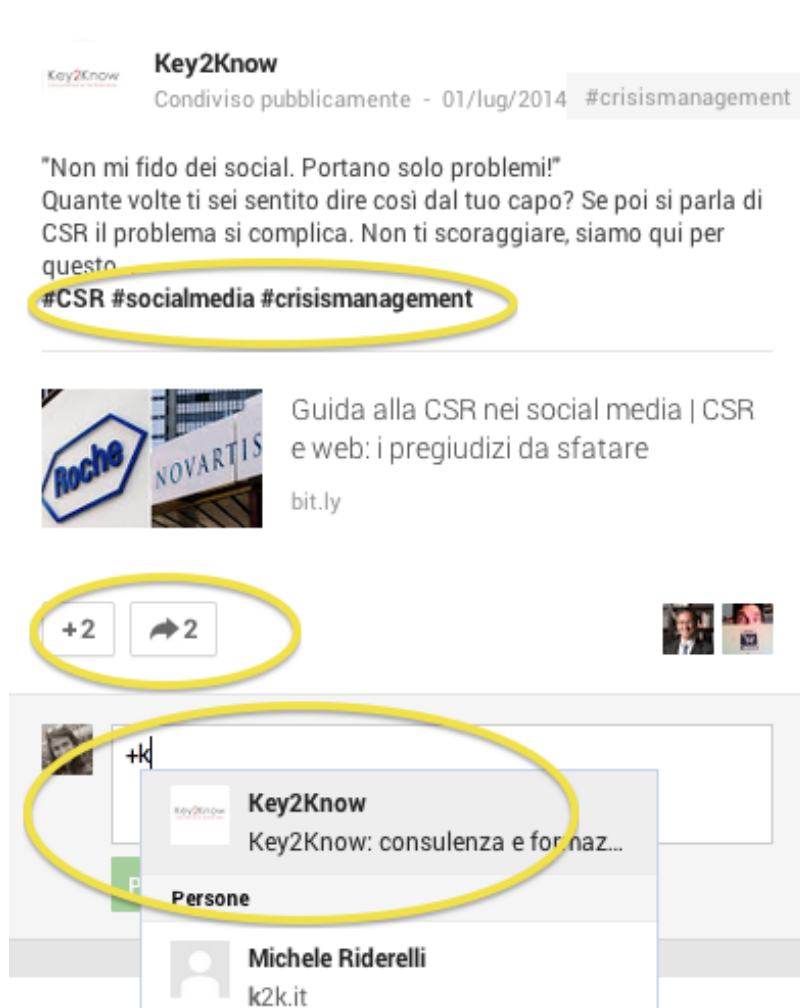 Key2Know
Key2Know
Condiviso pubblicamente - 01/lug/2014
#crisismanagement
"Non mi fido dei social. Portano solo problemi!"
Quante volte ti sei sentito dire così dal tuo capo? Se poi si parla di
CSR il problema si complica. Non ti scoraggiare, siamo qui per
questo...
#CSR #socialmedia #crisismanagement
Roche
NOVARTIS
Guida alla CSR nei social media | CSR
e web: i pregiudizi da sfatare
bit.ly
+2
2
+k
Key2Know
Key2Know
Key2Know: consulenza e formaz...
P
Persone
Michele Riderelli
k2k.it